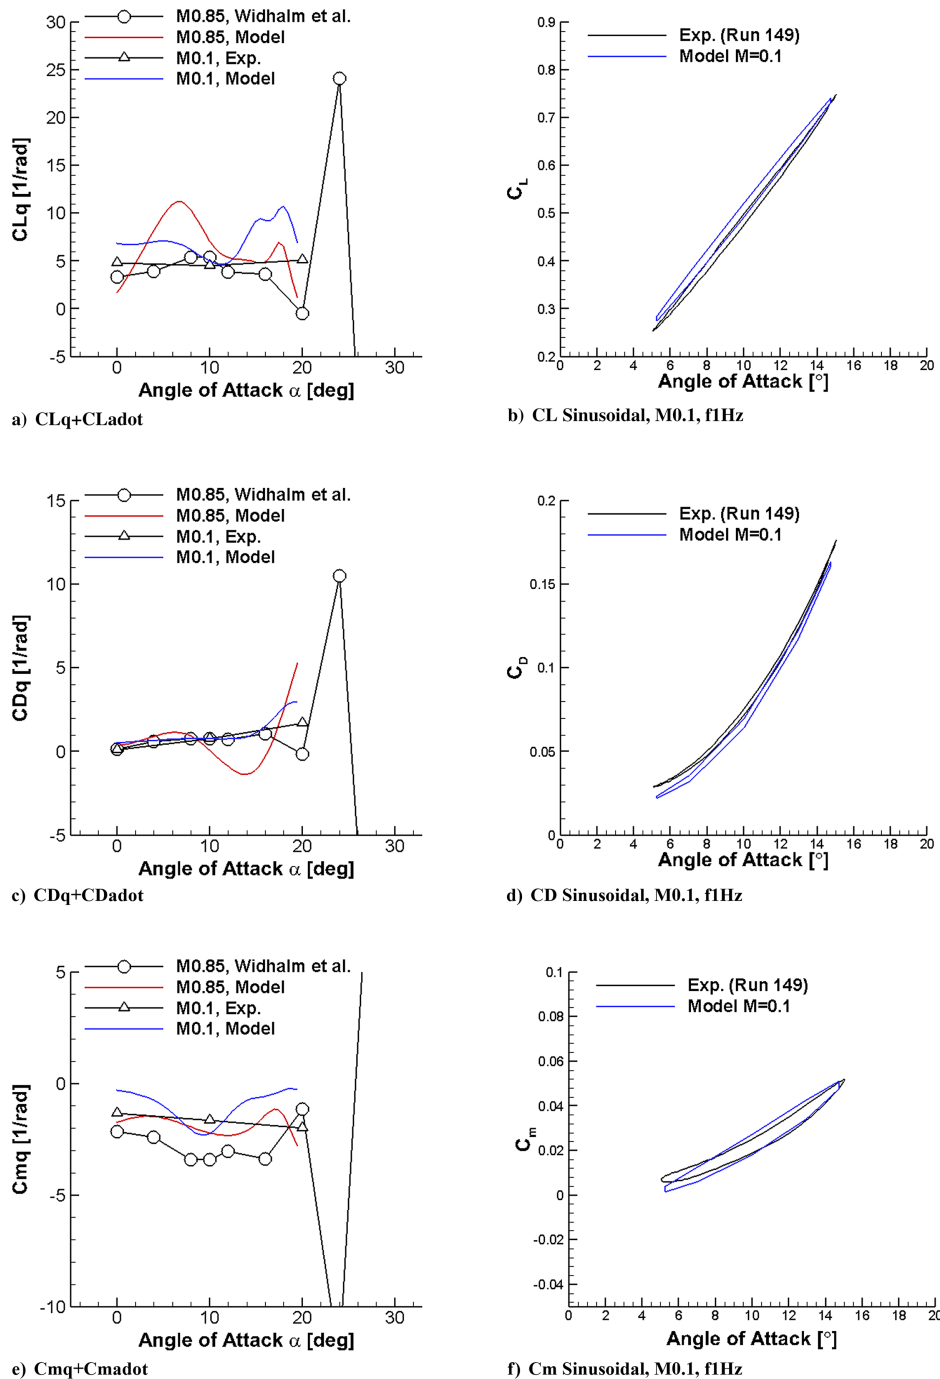 M0.85, Widhalm et al.
M0.85, Model
M0.1, Exp.
M0.1, Model
30
25
20
15
10
5
0
-5
CLq [1/rad]
0 10 20 30
Angle of Attack α [deg]
a) CLq+CLadot
Exp. (Run 149)
Model M=0.1
0.9
0.8
0.7
0.6
0.5
0.4
0.3
0.2
CL
0 2 4 6 8 10 12 14 16 18 20
Angle of Attack [°]
b) CL Sinusoidal, M0.1, f1Hz
M0.85, Widhalm et al.
M0.85, Model
M0.1, Exp.
M0.1, Model
15
10
5
0
-5
CDq [1/rad]
0 10 20 30
Angle of Attack α [deg]
c) CDq+CDadot
Exp. (Run 149)
Model M=0.1
0.2
0.15
0.1
0.05
0
CD
0 2 4 6 8 10 12 14 16 18 20
Angle of Attack [°]
d) CD Sinusoidal, M0.1, f1Hz
M0.85, Widhalm et al.
M0.85, Model
M0.1, Exp.
M0.1, Model
5
0
-5
-10
Cmq [1/rad]
0 10 20 30
Angle of Attack α [deg]
e) Cmq+Cmadot
Exp. (Run 149)
Model M=0.1
0.1
0.08
0.06
0.04
0.02
0
-0.02
-0.04
Cm
0 2 4 6 8 10 12 14 16 18 20
Angle of Attack [°]
f) Cm Sinusoidal, M0.1, f1Hz